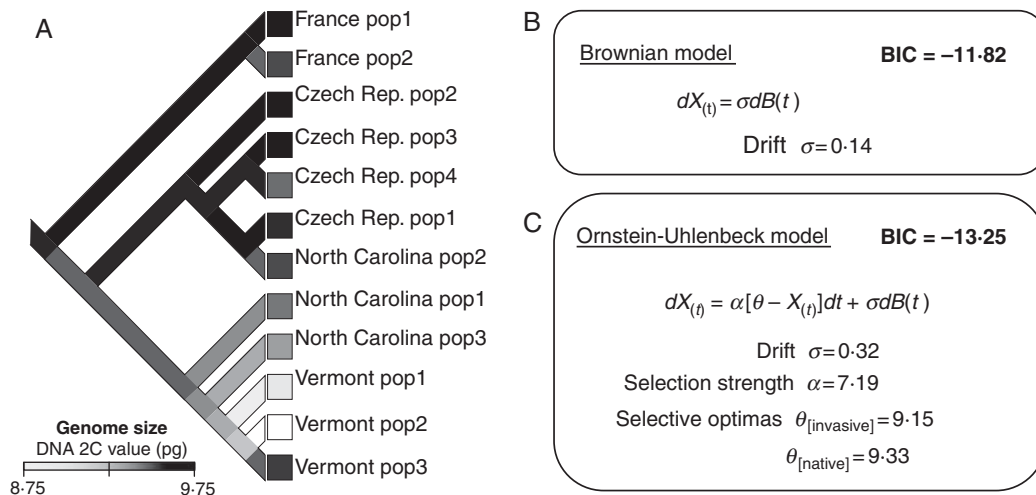 A
France pop1
France pop2
Czech Rep. pop2
Czech Rep. pop3
Czech Rep. pop4
Czech Rep. pop1
North Carolina pop2
North Carolina pop1
North Carolina pop3
Vermont pop1
Vermont pop2
Vermont pop3
Genome size
DNA 2C value (pg)
8·75 9·75
B
Brownian model BIC = –11·82
dX(t) = σdB(t)
Drift σ = 0·14
C
Ornstein-Uhlenbeck model BIC = –13·25
dX(t) = α[θ – X(t)]dt + σdB(t)
Drift σ = 0·32
Selection strength α = 7·19
Selective optimas θ[invasive] = 9·15
θ[native] = 9·33